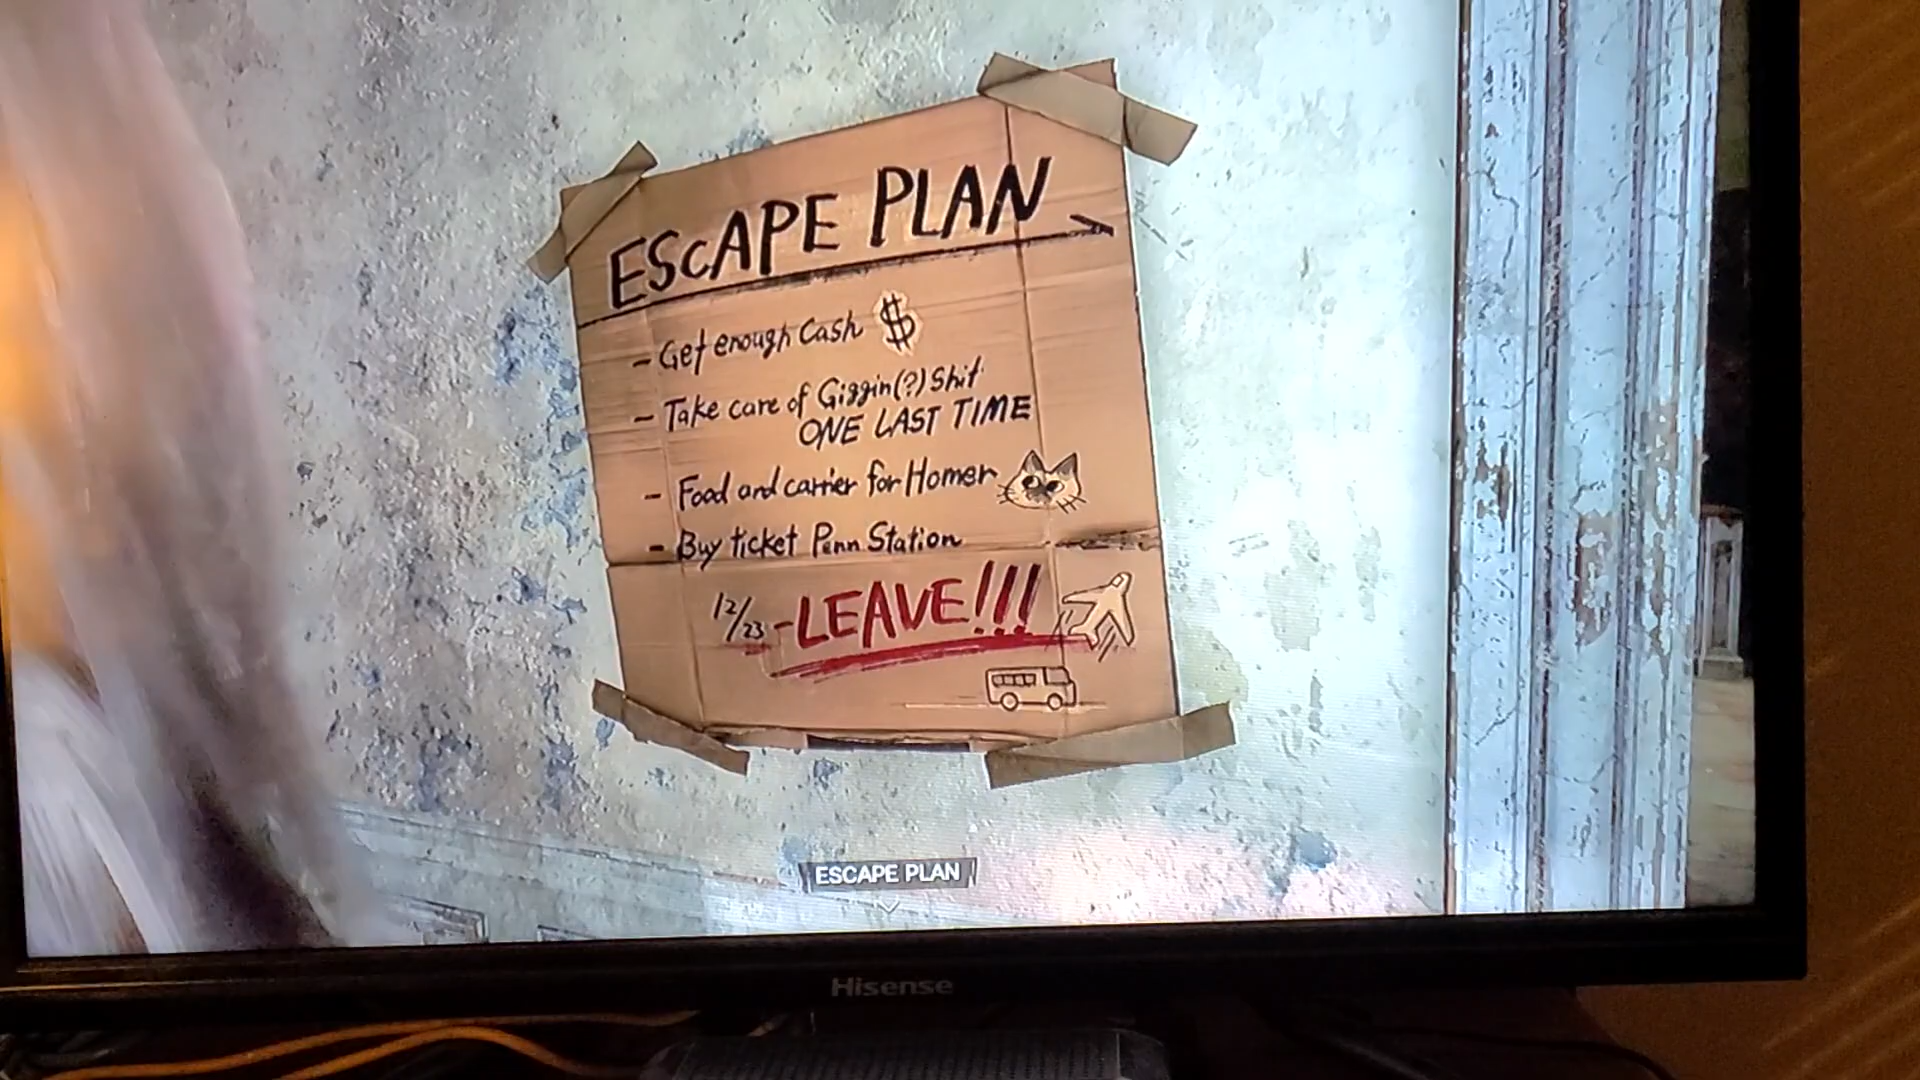 ESCAPE PLAN
- Get enough Cash $
- Take care of Giggin(?) Shit
ONE LAST TIME
- Food and carrier for Homer
- Buy ticket Penn Station
12/23 - LEAVE!!!
ESCAPE PLAN
Hisense